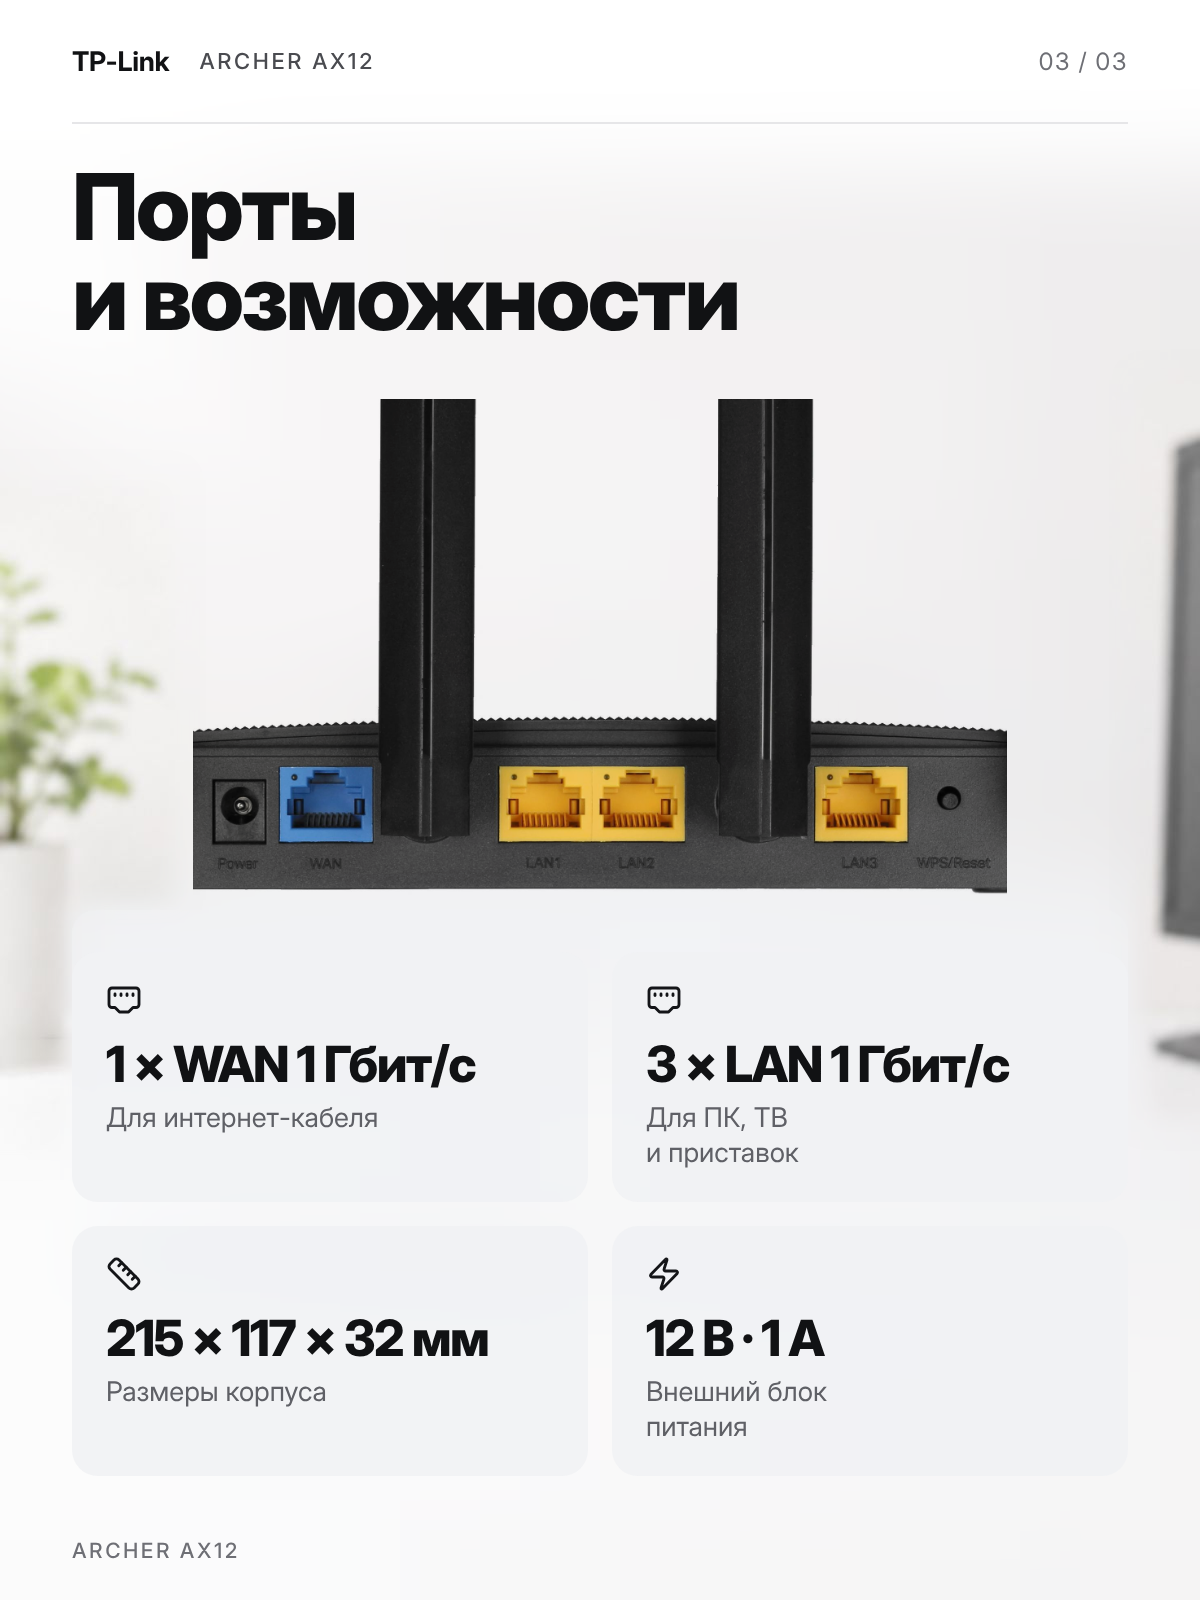 TP-Link ARCHER AX12 03 / 03
Порты
и возможности
Power WAN LAN1 LAN2 LAN3 WPS/Reset
1 × WAN 1 Гбит/с
Для интернет-кабеля
3 × LAN 1 Гбит/с
Для ПК, ТВ
и приставок
215 × 117 × 32 мм
Размеры корпуса
12 В · 1 А
Внешний блок
питания
ARCHER AX12